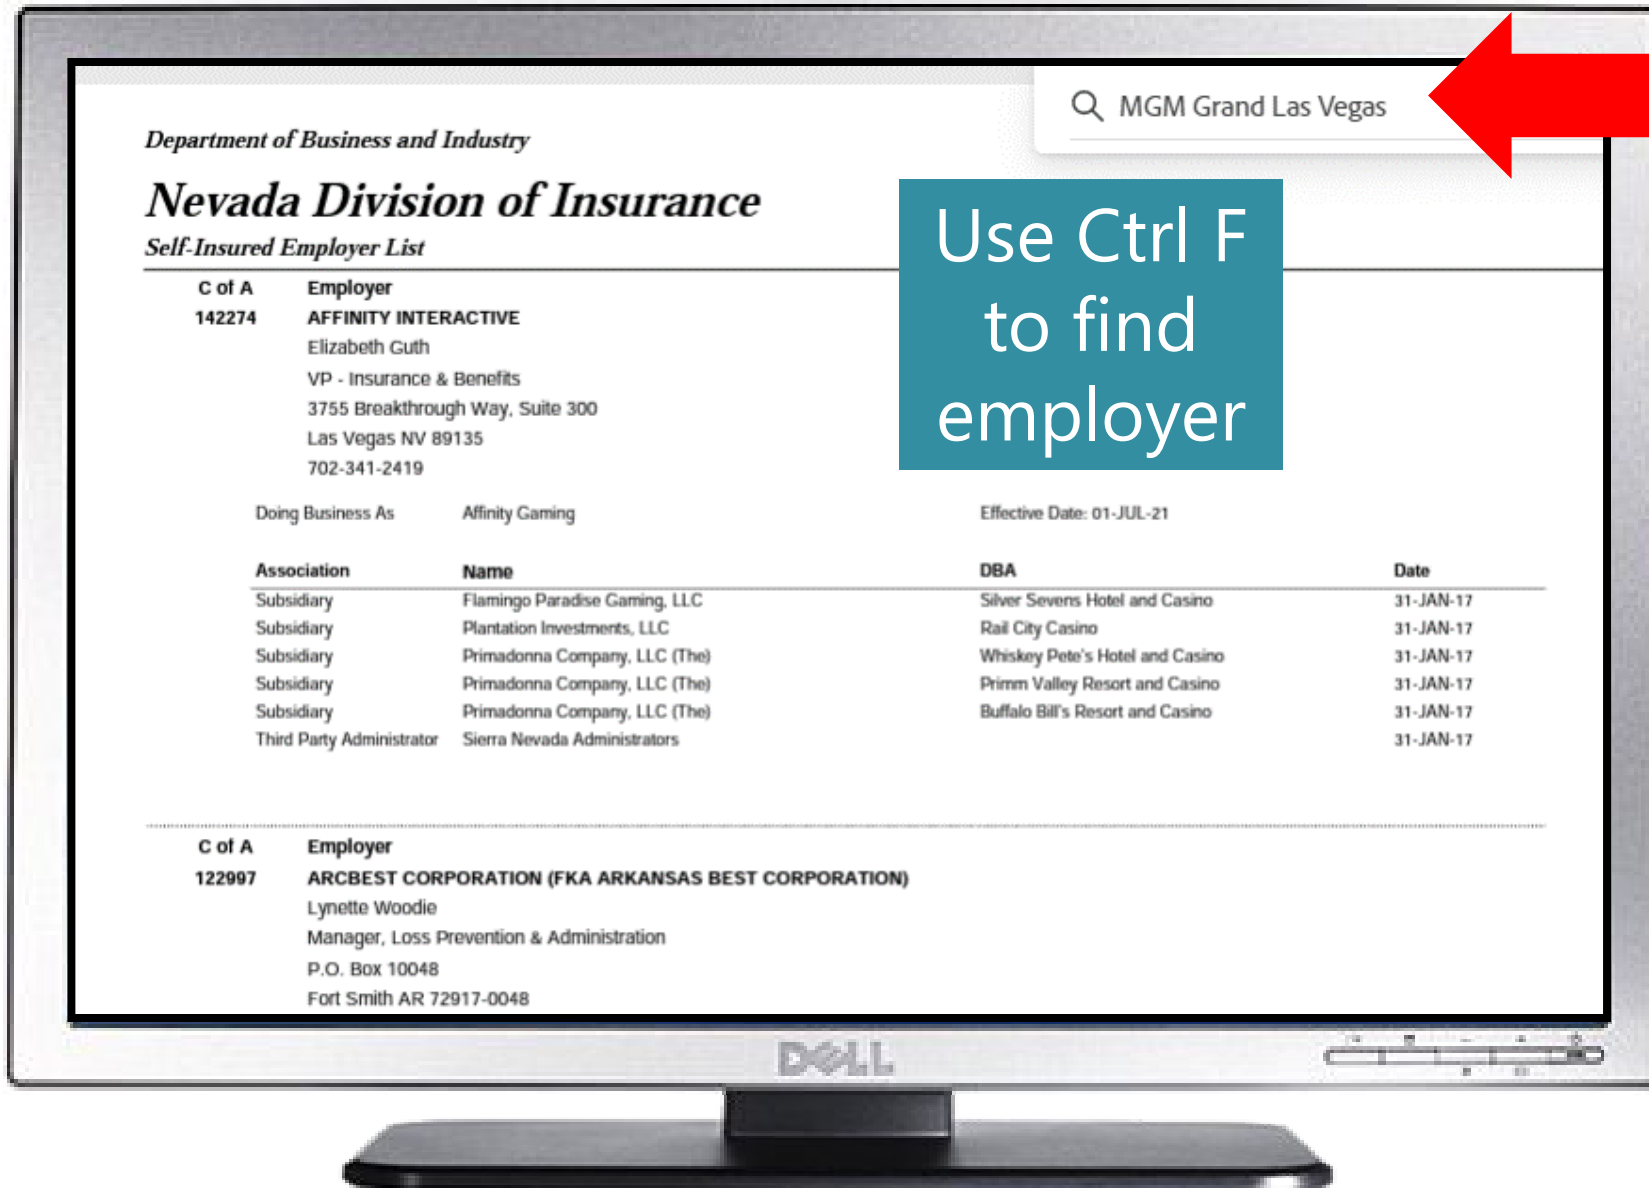 MGM Grand Las Vegas
Department of Business and Industry
Nevada Division of Insurance
Self-Insured Employer List
Use Ctrl F
to find
employer
C of A Employer
142274 AFFINITY INTERACTIVE
Elizabeth Guth
VP - Insurance & Benefits
3755 Breakthrough Way, Suite 300
Las Vegas NV 89135
702-341-2419
Doing Business As Affinity Gaming Effective Date: 01-JUL-21
Association Name DBA Date
Subsidiary Flamingo Paradise Gaming, LLC Silver Sevens Hotel and Casino 31-JAN-17
Subsidiary Plantation Investments, LLC Rail City Casino 31-JAN-17
Subsidiary Primadonna Company, LLC (The) Whiskey Pete's Hotel and Casino 31-JAN-17
Subsidiary Primadonna Company, LLC (The) Primm Valley Resort and Casino 31-JAN-17
Subsidiary Primadonna Company, LLC (The) Buffalo Bill's Resort and Casino 31-JAN-17
Third Party Administrator Sierra Nevada Administrators 31-JAN-17
C of A Employer
122997 ARCBEST CORPORATION (FKA ARKANSAS BEST CORPORATION)
Lynette Woodie
Manager, Loss Prevention & Administration
P.O. Box 10048
Fort Smith AR 72917-0048
DELL